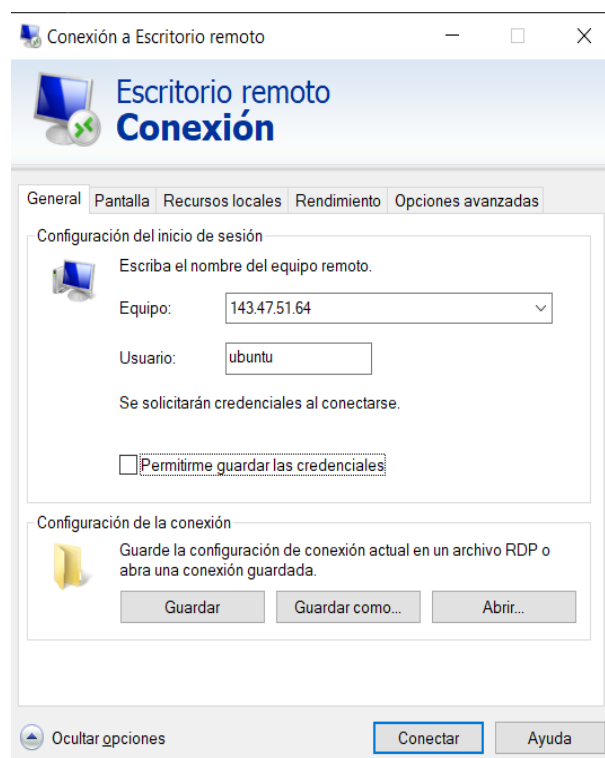 Conexión a Escritorio remoto
Escritorio remoto
Conexión
General Pantalla Recursos locales Rendimiento Opciones avanzadas
Configuración del inicio de sesión
Escriba el nombre del equipo remoto.
Equipo: 143.47.51.64
Usuario: ubuntu
Se solicitarán credenciales al conectarse.
Permitirme guardar las credenciales
Configuración de la conexión
Guarde la configuración de conexión actual en un archivo RDP o
abra una conexión guardada.
Guardar Guardar como... Abrir...
Ocultar opciones Conectar Ayuda